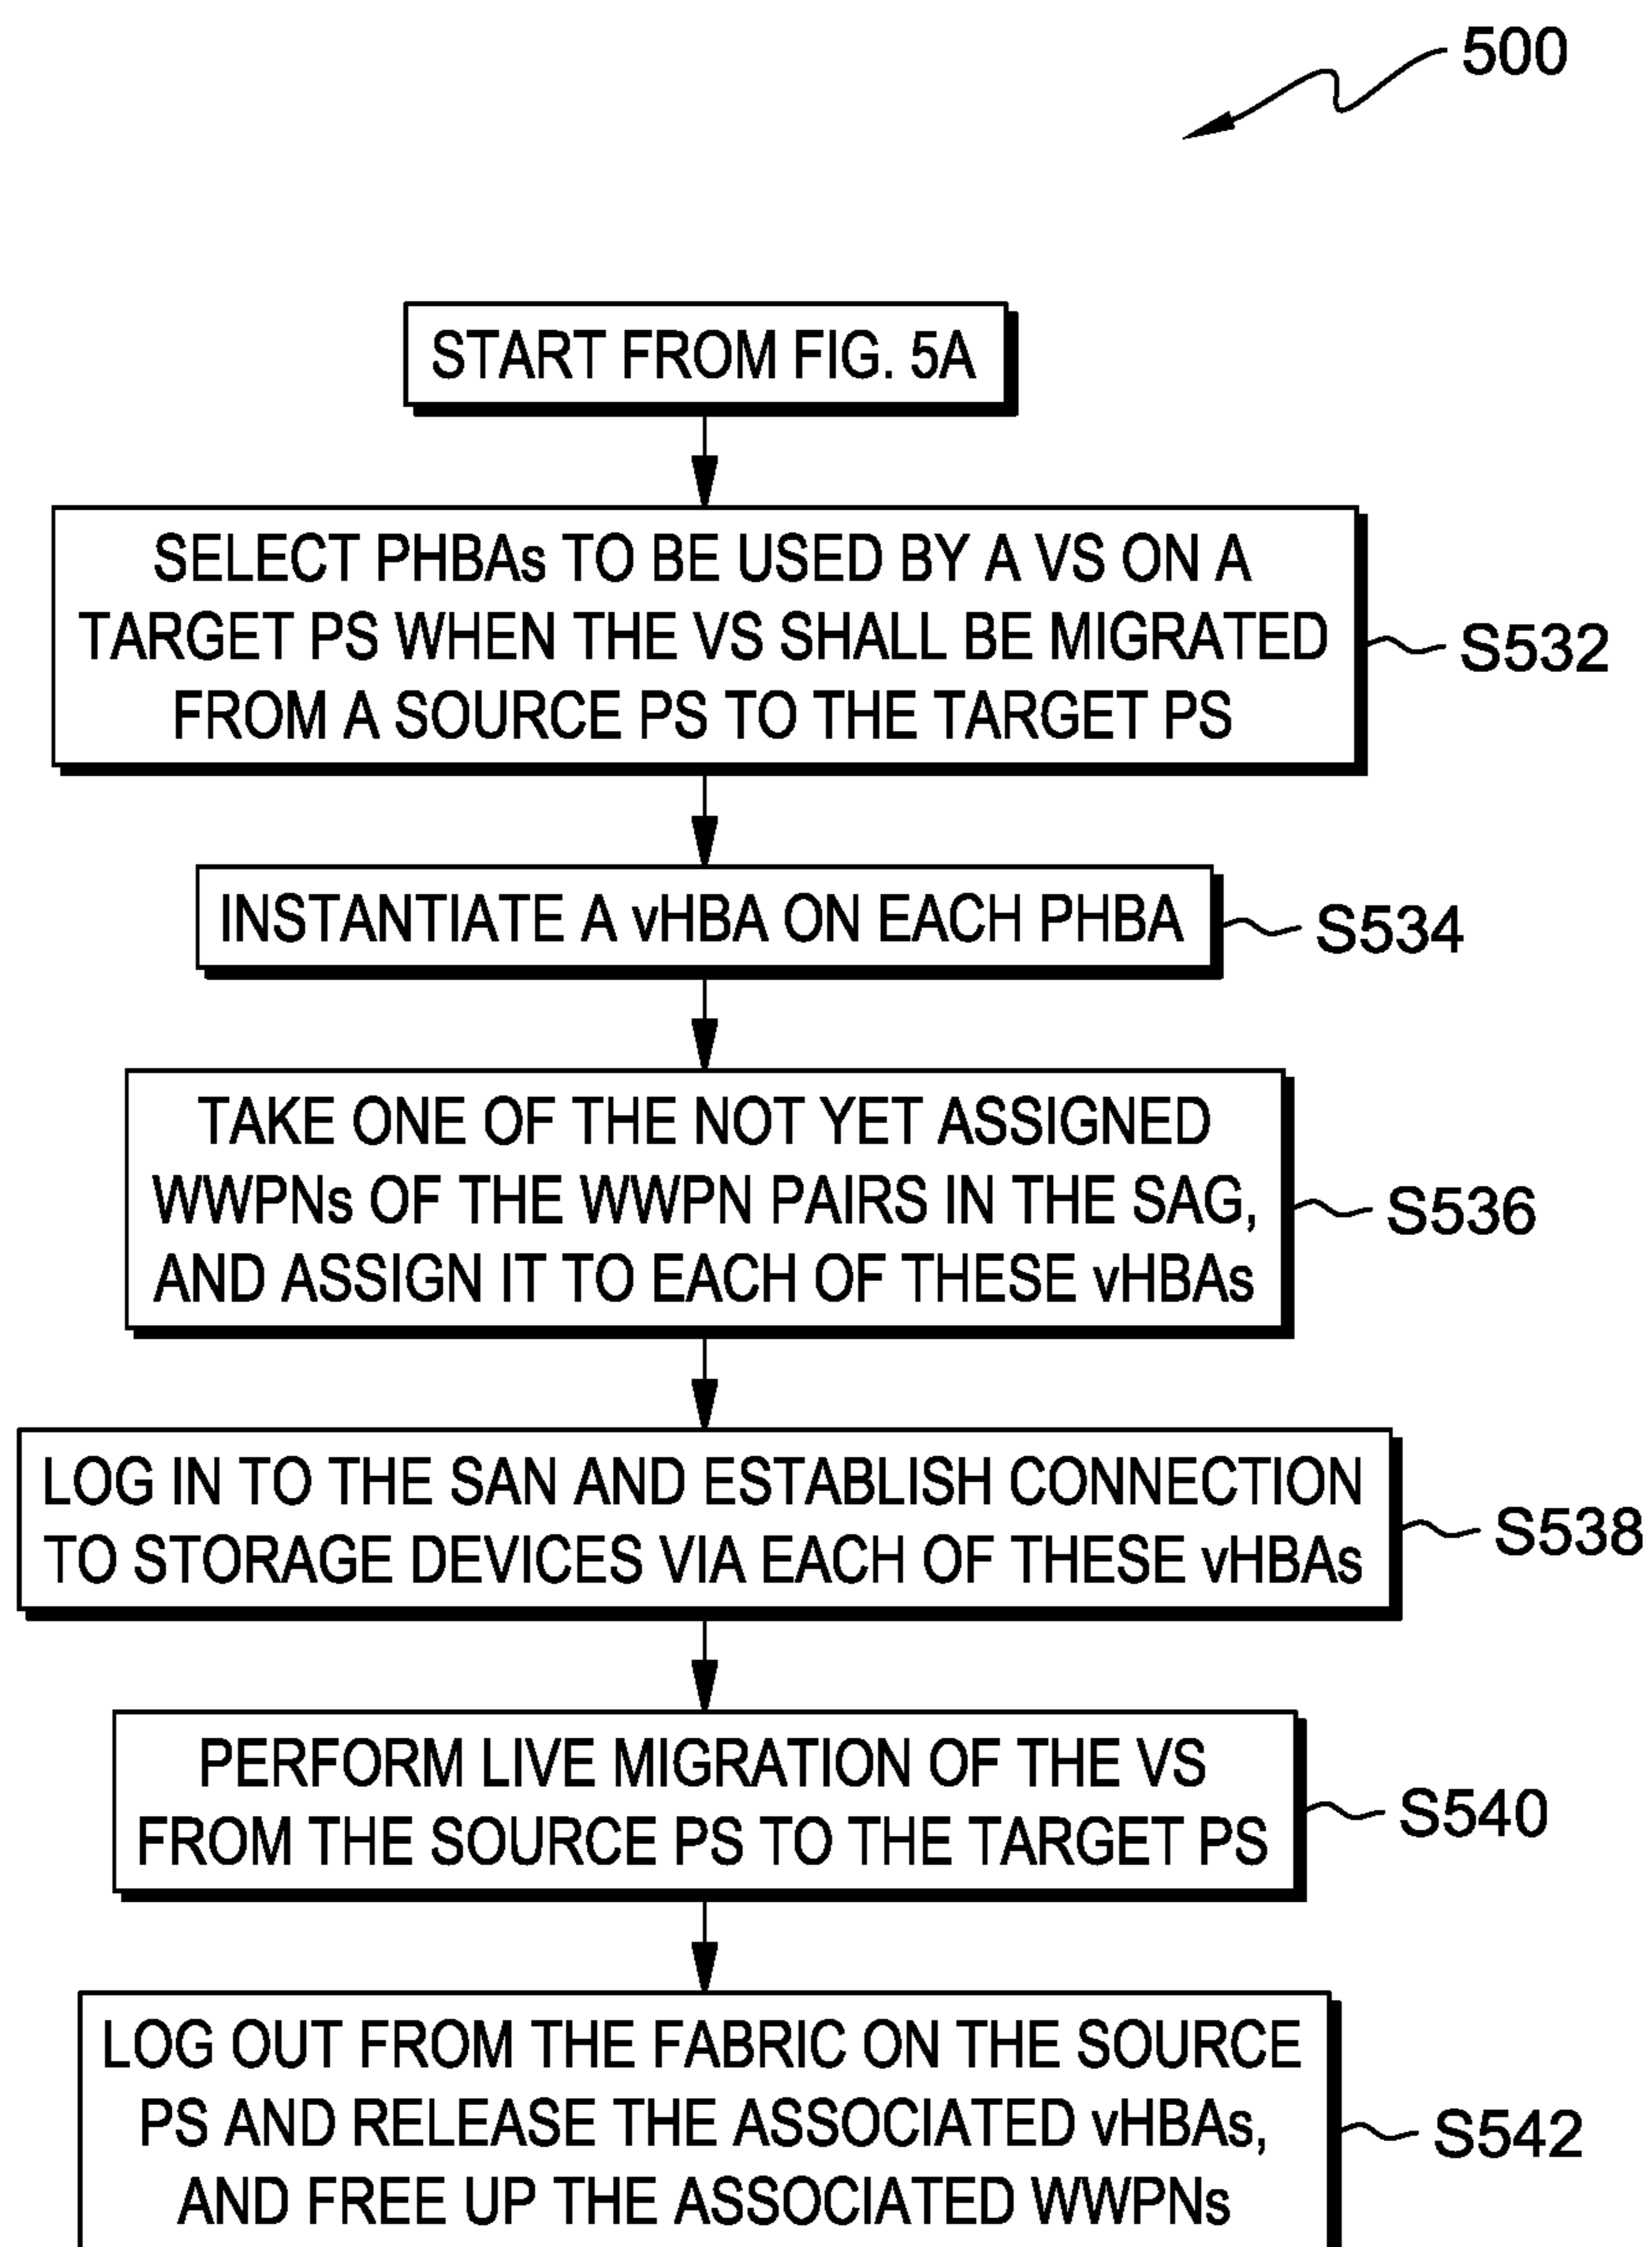 500
START FROM FIG. 5A
SELECT PHBAs TO BE USED BY A VS ON A
TARGET PS WHEN THE VS SHALL BE MIGRATED
FROM A SOURCE PS TO THE TARGET PS
S532
INSTANTIATE A vHBA ON EACH PHBA
S534
TAKE ONE OF THE NOT YET ASSIGNED
WWPNs OF THE WWPN PAIRS IN THE SAG,
AND ASSIGN IT TO EACH OF THESE vHBAs
S536
LOG IN TO THE SAN AND ESTABLISH CONNECTION
TO STORAGE DEVICES VIA EACH OF THESE vHBAs
S538
PERFORM LIVE MIGRATION OF THE VS
FROM THE SOURCE PS TO THE TARGET PS
S540
LOG OUT FROM THE FABRIC ON THE SOURCE
PS AND RELEASE THE ASSOCIATED vHBAs,
AND FREE UP THE ASSOCIATED WWPNs
S542